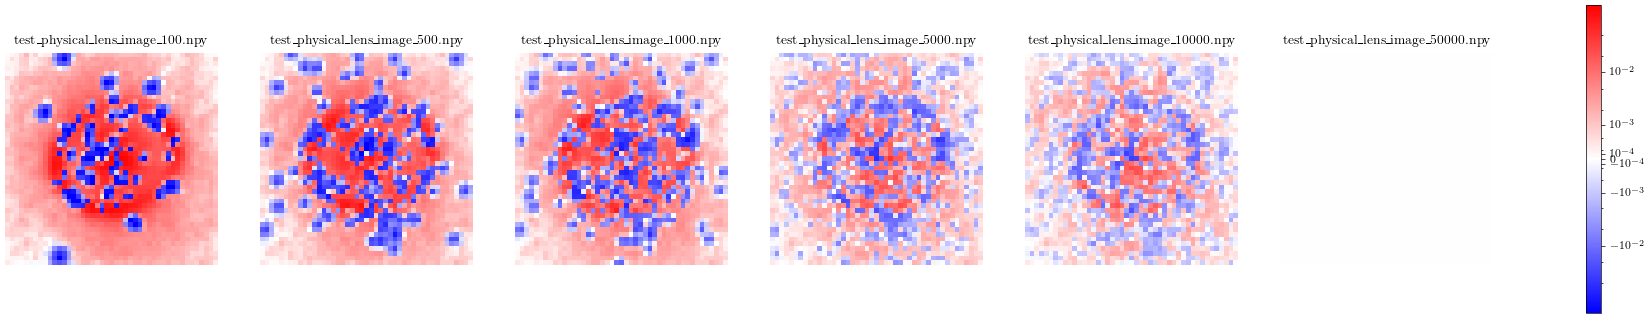 test_physical_lens_image_100.npy
test_physical_lens_image_500.npy
test_physical_lens_image_1000.npy
test_physical_lens_image_5000.npy
test_physical_lens_image_10000.npy
test_physical_lens_image_50000.npy
10⁻²
10⁻³
10⁻⁴
0
−10⁻⁴
−10⁻³
−10⁻²